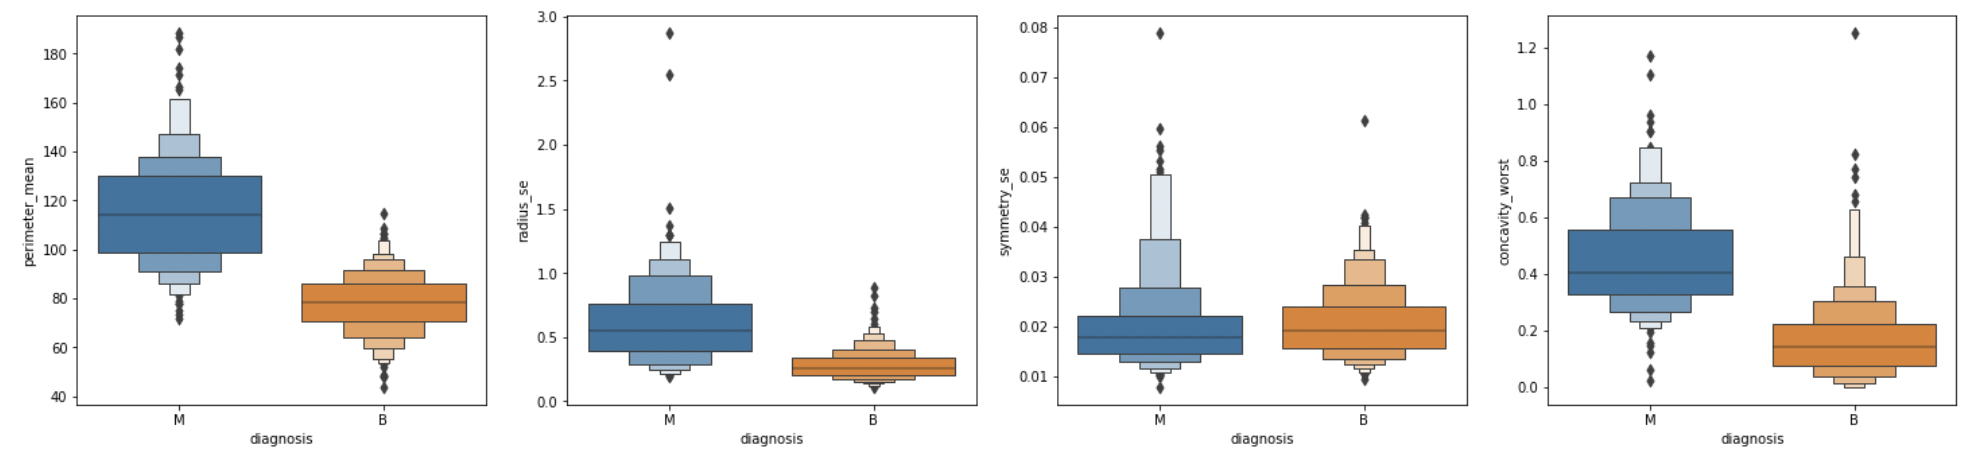 perimeter_mean
180
160
140
120
100
80
60
40
M B
diagnosis
radius_se
3.0
2.5
2.0
1.5
1.0
0.5
0.0
M B
diagnosis
symmetry_se
0.08
0.07
0.06
0.05
0.04
0.03
0.02
0.01
M B
diagnosis
concavity_worst
1.2
1.0
0.8
0.6
0.4
0.2
0.0
M B
diagnosis